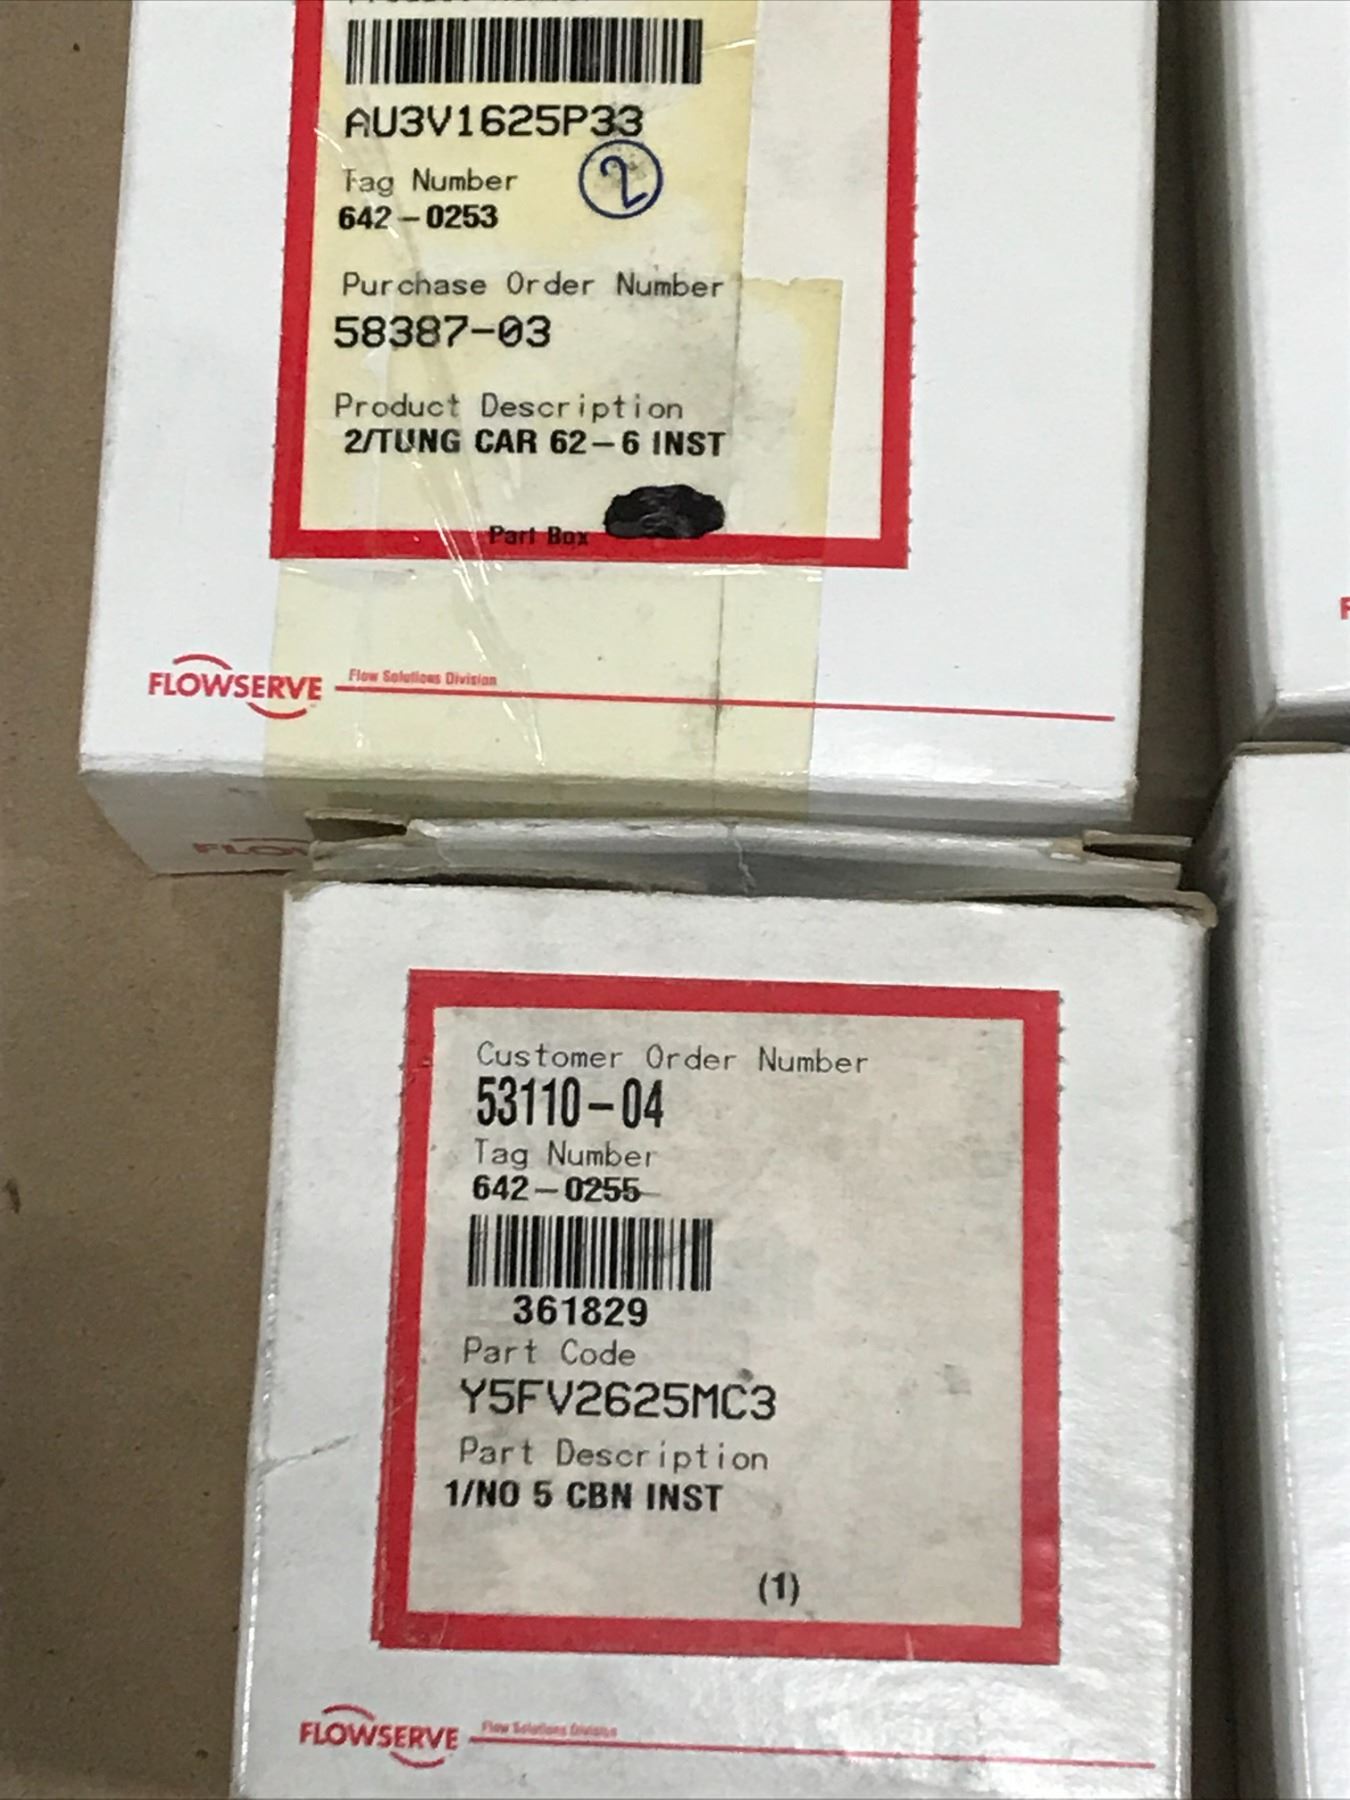 AU3V1625P33
2
Tag Number
642-0253
Purchase Order Number
58387-03
Product Description
2/TUNG CAR 62-6 INST
Part Box
FLOWSERVE Flow Solutions Division
Customer Order Number
53110-04
Tag Number
642-0255
361829
Part Code
Y5FV2625MC3
Part Description
1/NO 5 CBN INST
(1)
FLOWSERVE Flow Solutions Division